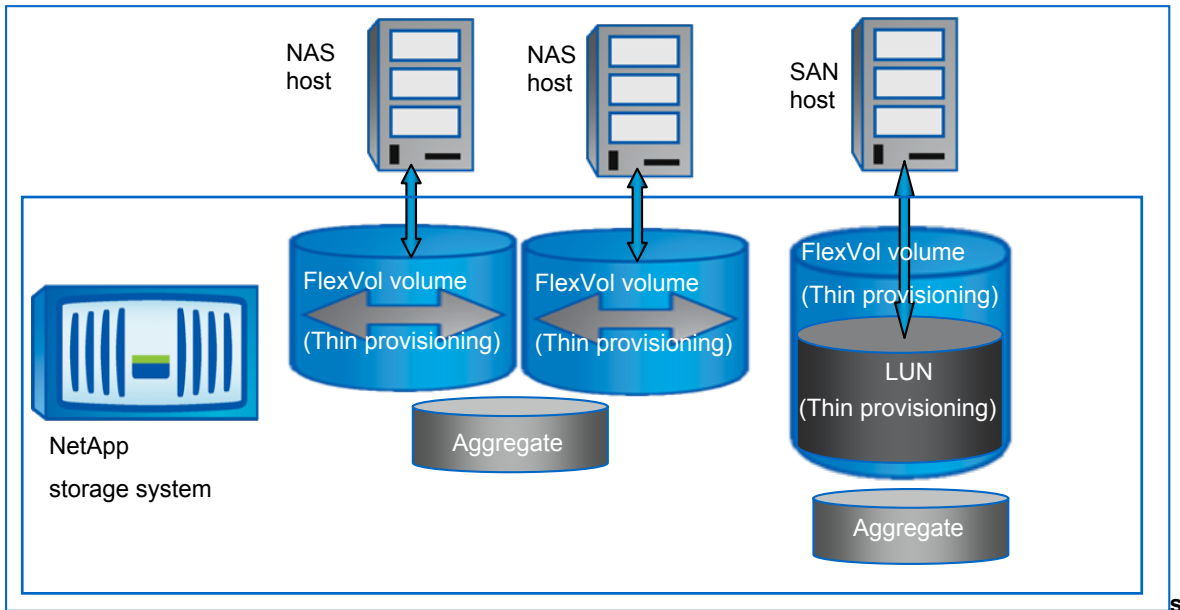 NAS
host
NAS
host
SAN
host
FlexVol volume
(Thin provisioning)
FlexVol volume
(Thin provisioning)
FlexVol volume
(Thin provisioning)
LUN
(Thin provisioning)
Aggregate
Aggregate
NetApp
storage system
s